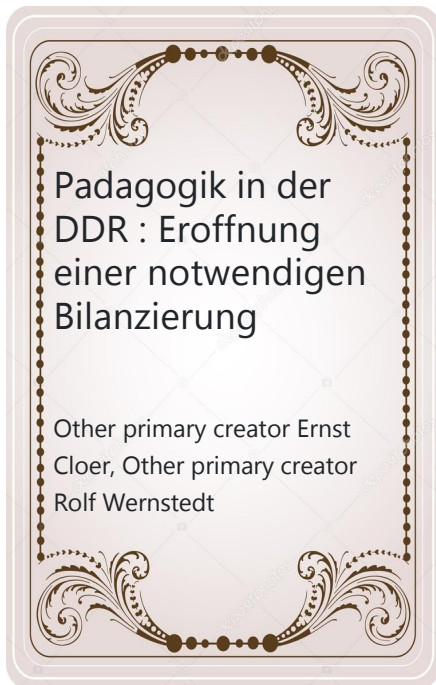 Padagogik in der
DDR : Eroffnung
einer notwendigen
Bilanzierung
Other primary creator Ernst
Cloer, Other primary creator
Rolf Wernstedt